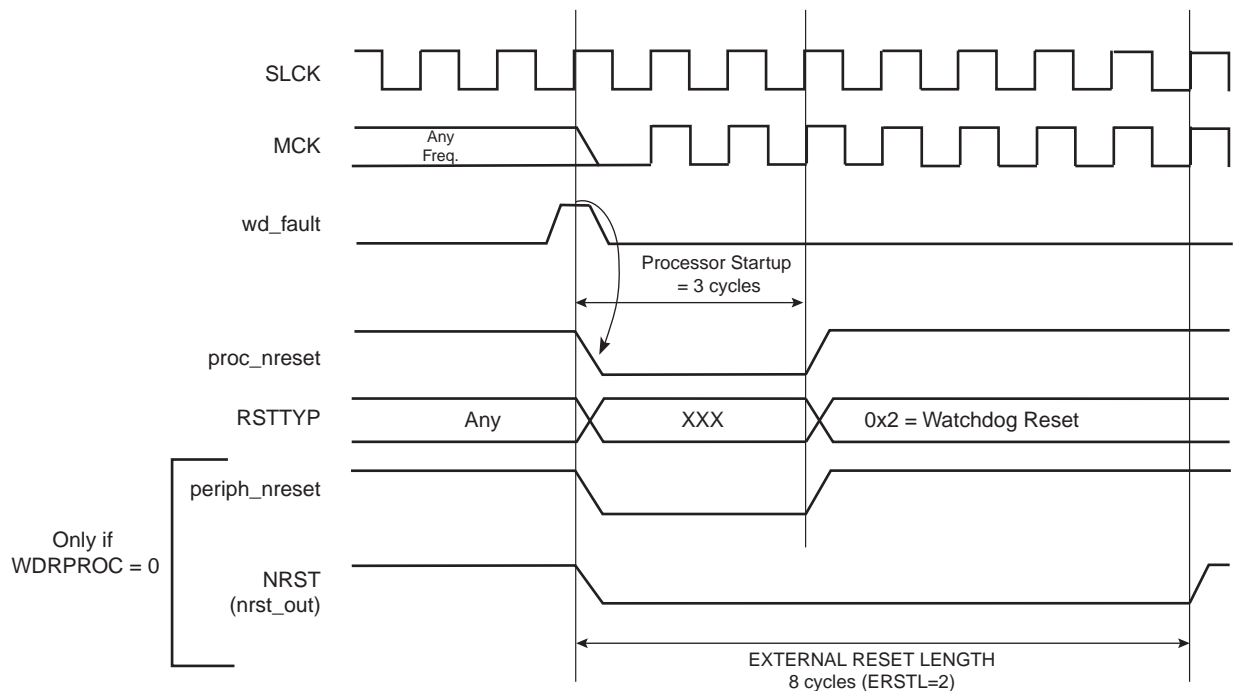 SLCK
MCK
Any
Freq.
wd_fault
Processor Startup
= 3 cycles
proc_nreset
RSTTYP
Any
XXX
0x2 = Watchdog Reset
periph_nreset
Only if
WDRPROC = 0
NRST
(nrst_out)
EXTERNAL RESET LENGTH
8 cycles (ERSTL=2)